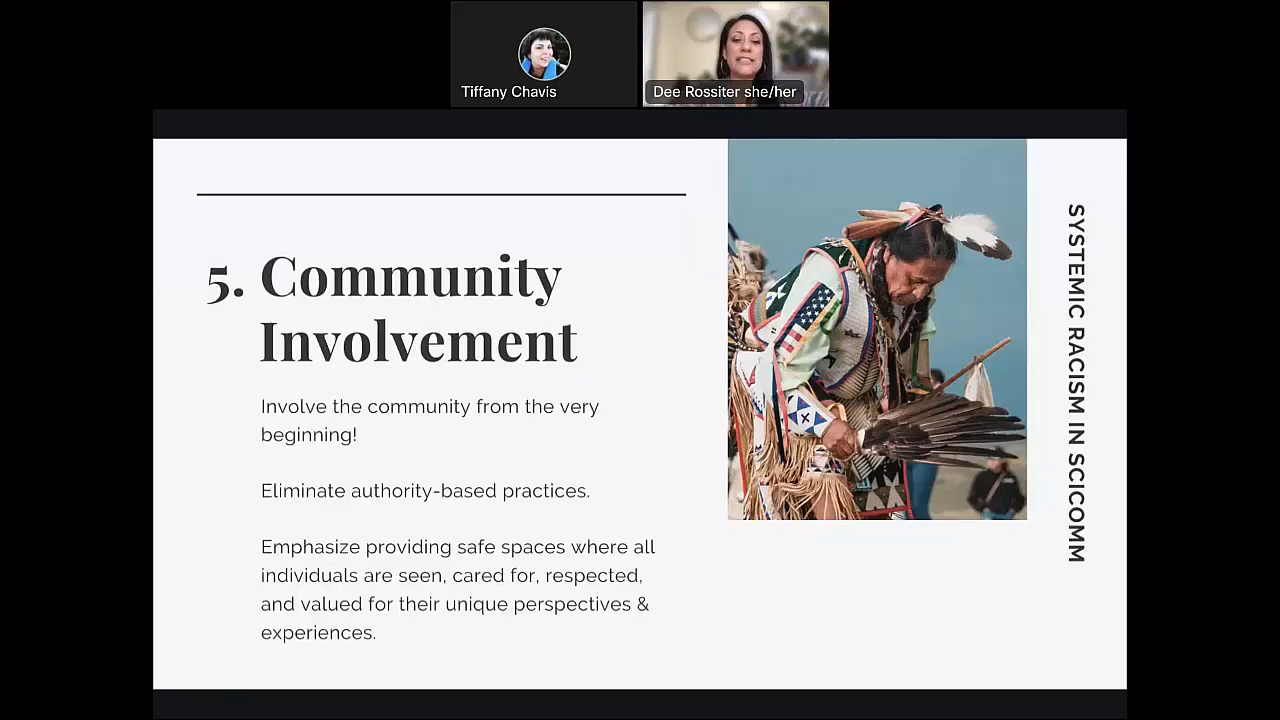 Tiffany Chavis
Dee Rossiter she/her
5. Community
Involvement
Involve the community from the very
beginning!
Eliminate authority-based practices.
Emphasize providing safe spaces where all
individuals are seen, cared for, respected,
and valued for their unique perspectives &
experiences.
SYSTEMIC RACISM IN SCICOMM